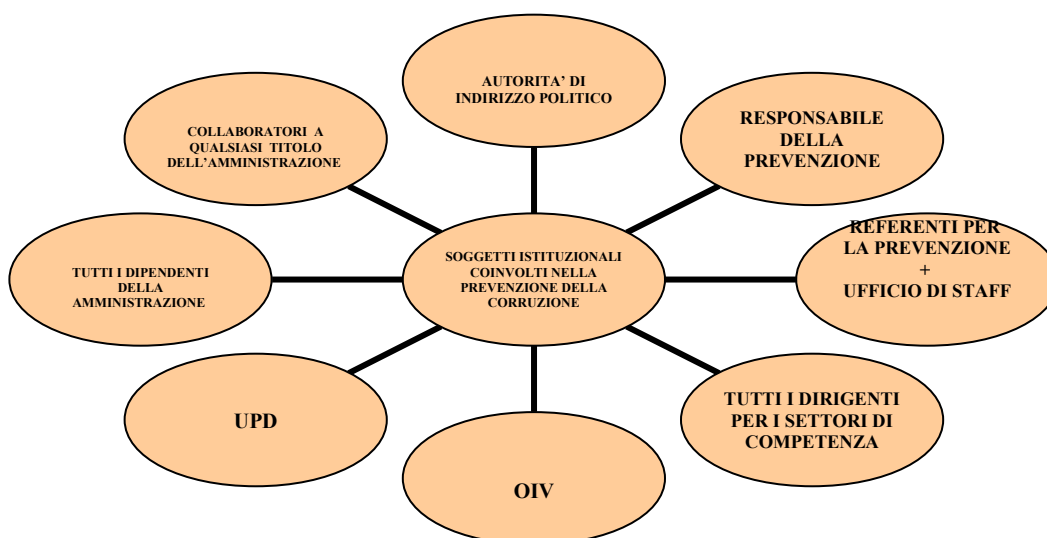 AUTORITA’ DI
INDIRIZZO POLITICO
RESPONSABILE
DELLA
PREVENZIONE
REFERENTI PER
LA PREVENZIONE
+
UFFICIO DI STAFF
TUTTI I DIRIGENTI
PER I SETTORI DI
COMPETENZA
OIV
UPD
TUTTI I DIPENDENTI
DELLA
AMMINISTRAZIONE
COLLABORATORI A
QUALSIASI TITOLO
DELL’AMMINISTRAZIONE
SOGGETTI ISTITUZIONALI
COINVOLTI NELLA
PREVENZIONE DELLA
CORRUZIONE